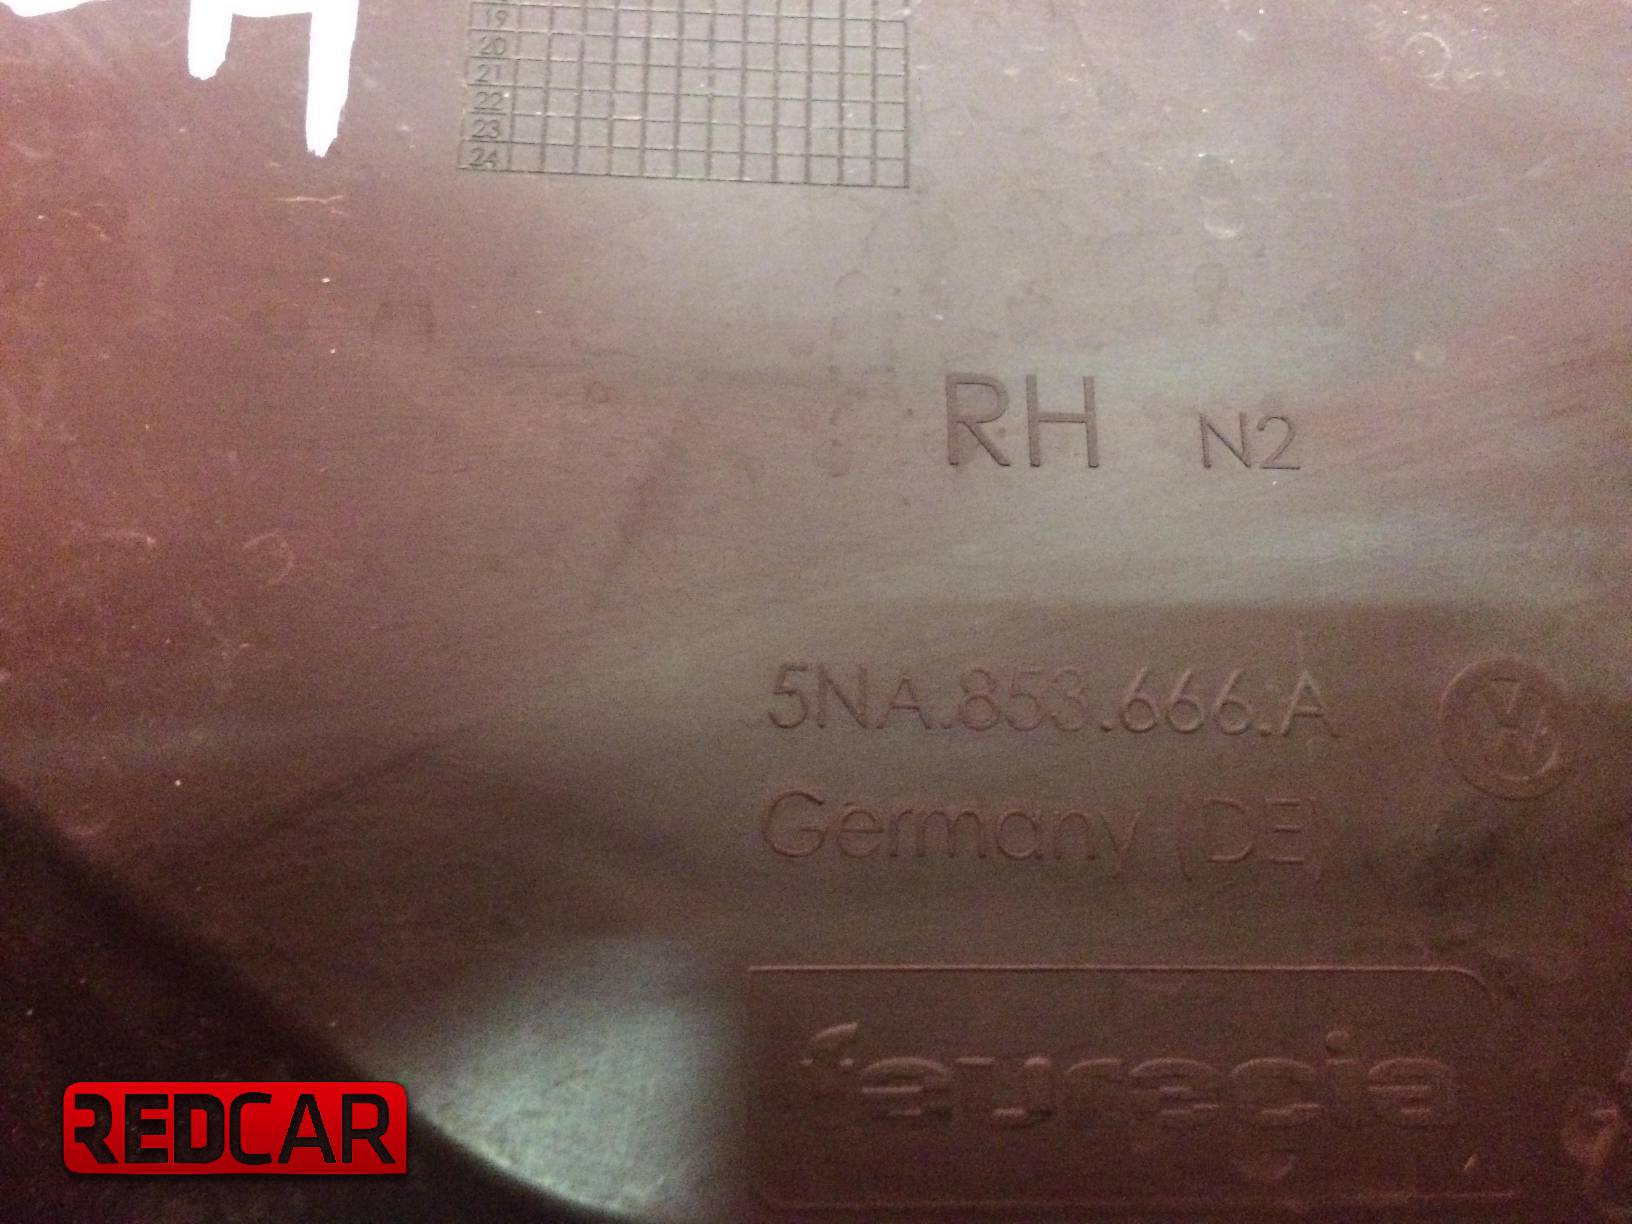 19
20
21
22
23
24
RH N2
5NA.853.666.A
Germany (DE)
faurecia
REDCAR